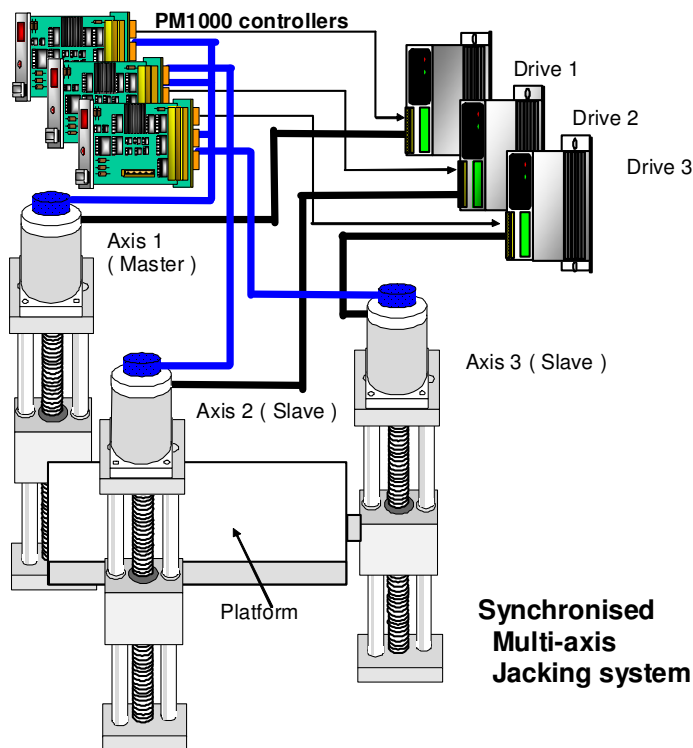 PM1000 controllers
Drive 1
Drive 2
Drive 3
Axis 1
( Master )
Axis 3 ( Slave )
Axis 2 ( Slave )
Platform
Synchronised
Multi-axis
Jacking system